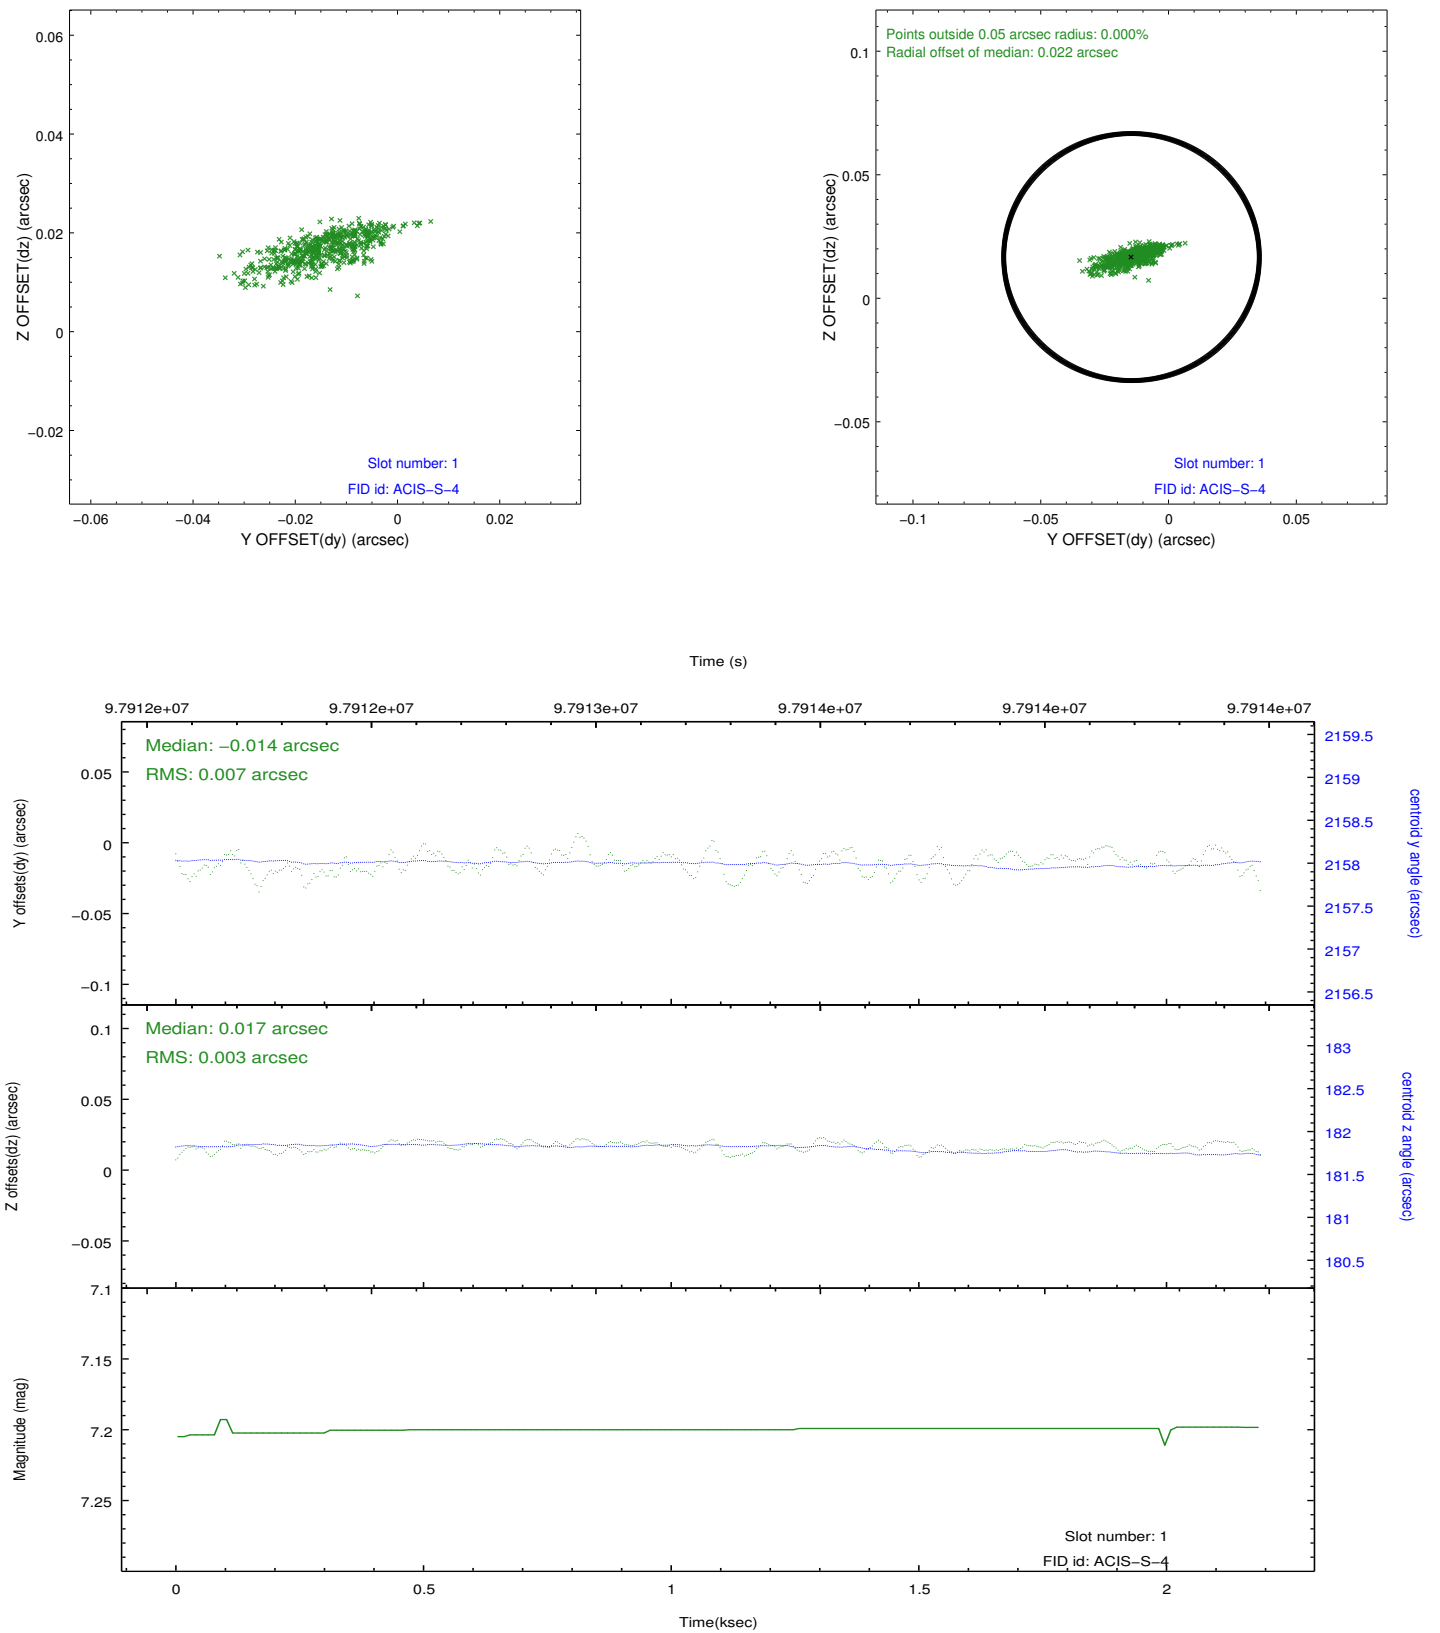 0.06
0.04
0.02
0
−0.02
Z OFFSET(dz) (arcsec)
Slot number: 1
FID id: ACIS−S−4
−0.06
−0.04
−0.02
0
0.02
Y OFFSET(dy) (arcsec)
Points outside 0.05 arcsec radius: 0.000%
Radial offset of median: 0.022 arcsec
0.1
0.05
0
−0.05
Z OFFSET(dz) (arcsec)
Slot number: 1
FID id: ACIS−S−4
−0.1
−0.05
0
0.05
Y OFFSET(dy) (arcsec)
Time (s)
9.7912e+07
9.7912e+07
9.7913e+07
9.7914e+07
9.7914e+07
9.7914e+07
Median: −0.014 arcsec
RMS: 0.007 arcsec
0.05
0
−0.05
−0.1
Y offsets(dy) (arcsec)
2159.5
2159
2158.5
2158
2157.5
2157
2156.5
centroid y angle (arcsec)
Median: 0.017 arcsec
RMS: 0.003 arcsec
0.1
0.05
0
−0.05
Z offsets(dz) (arcsec)
183
182.5
182
181.5
181
180.5
centroid z angle (arcsec)
7.1
7.15
7.2
7.25
Magnitude (mag)
Slot number: 1
FID id: ACIS−S−4
0
0.5
1
1.5
2
Time(ksec)